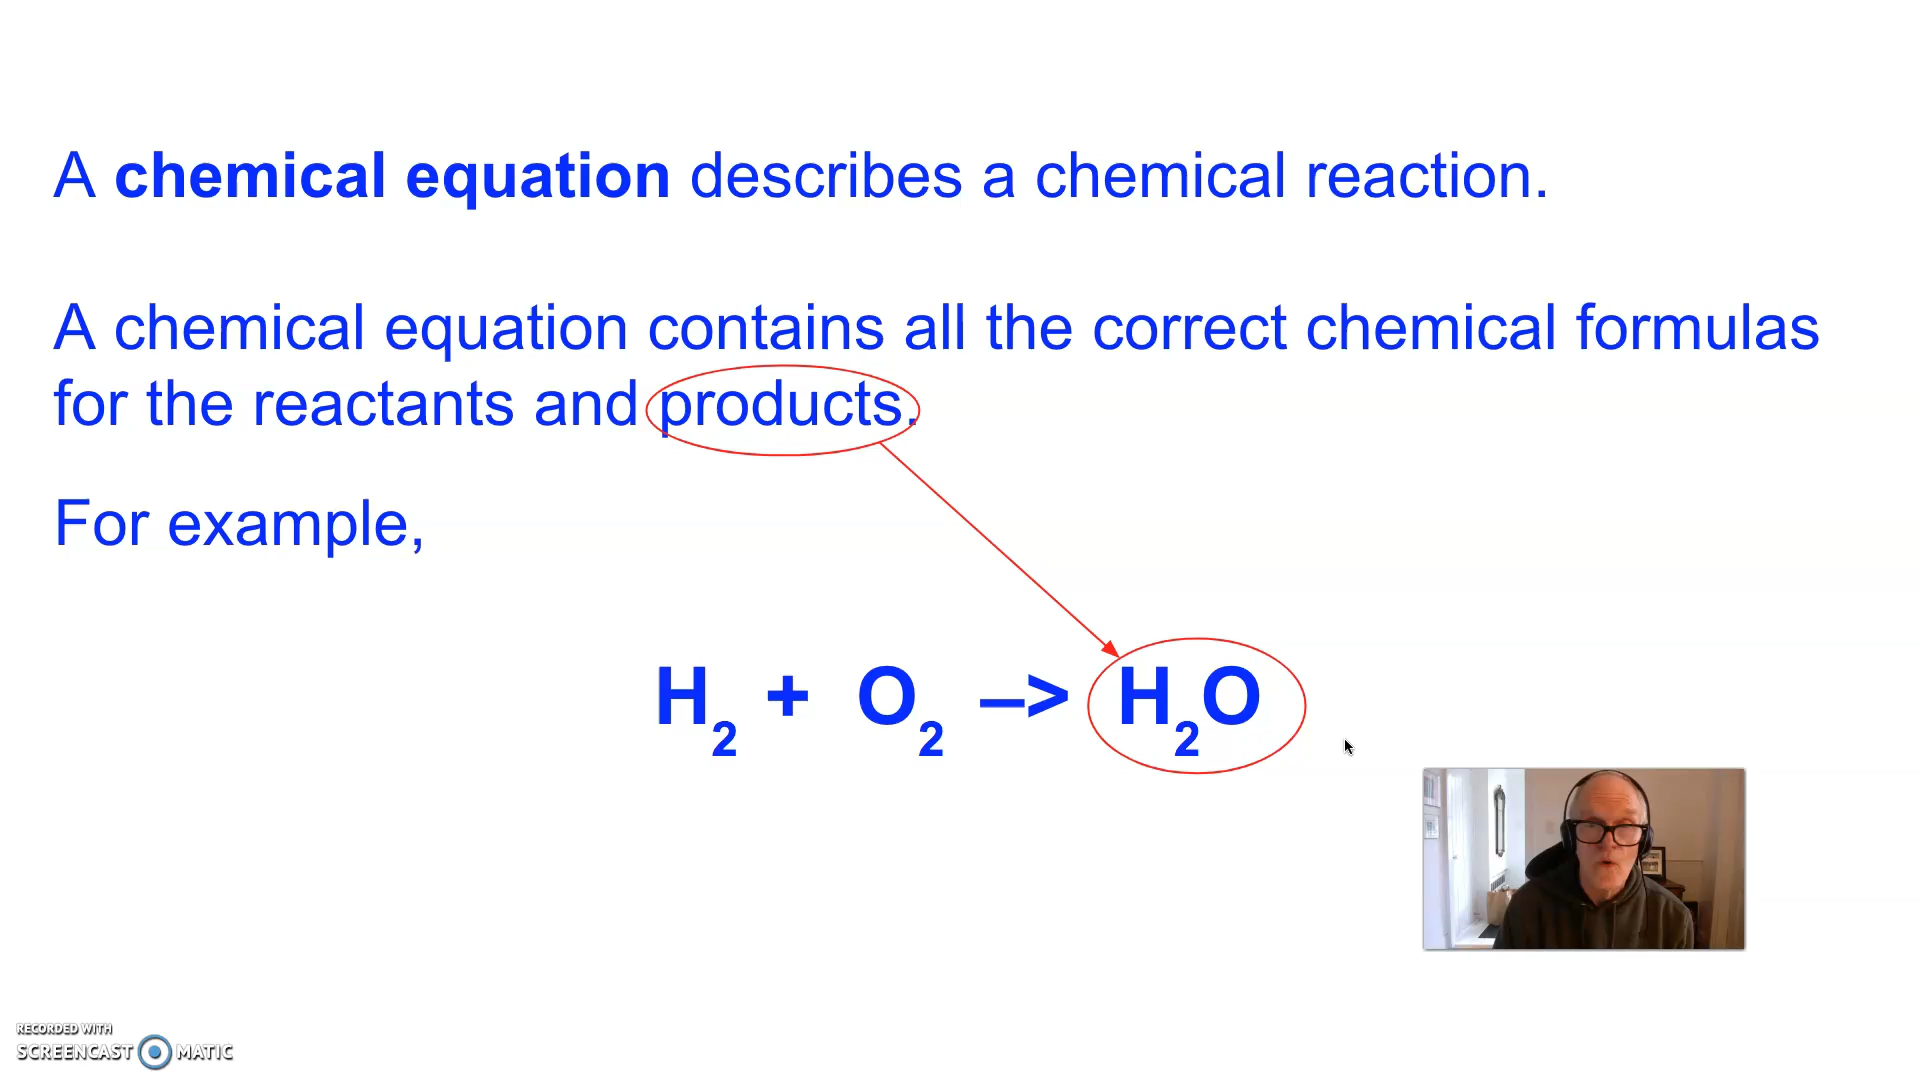 A chemical equation describes a chemical reaction.
A chemical equation contains all the correct chemical formulas
for the reactants and products.
For example,
H₂ + O₂ –> H₂O
RECORDED WITH
SCREENCAST MATIC